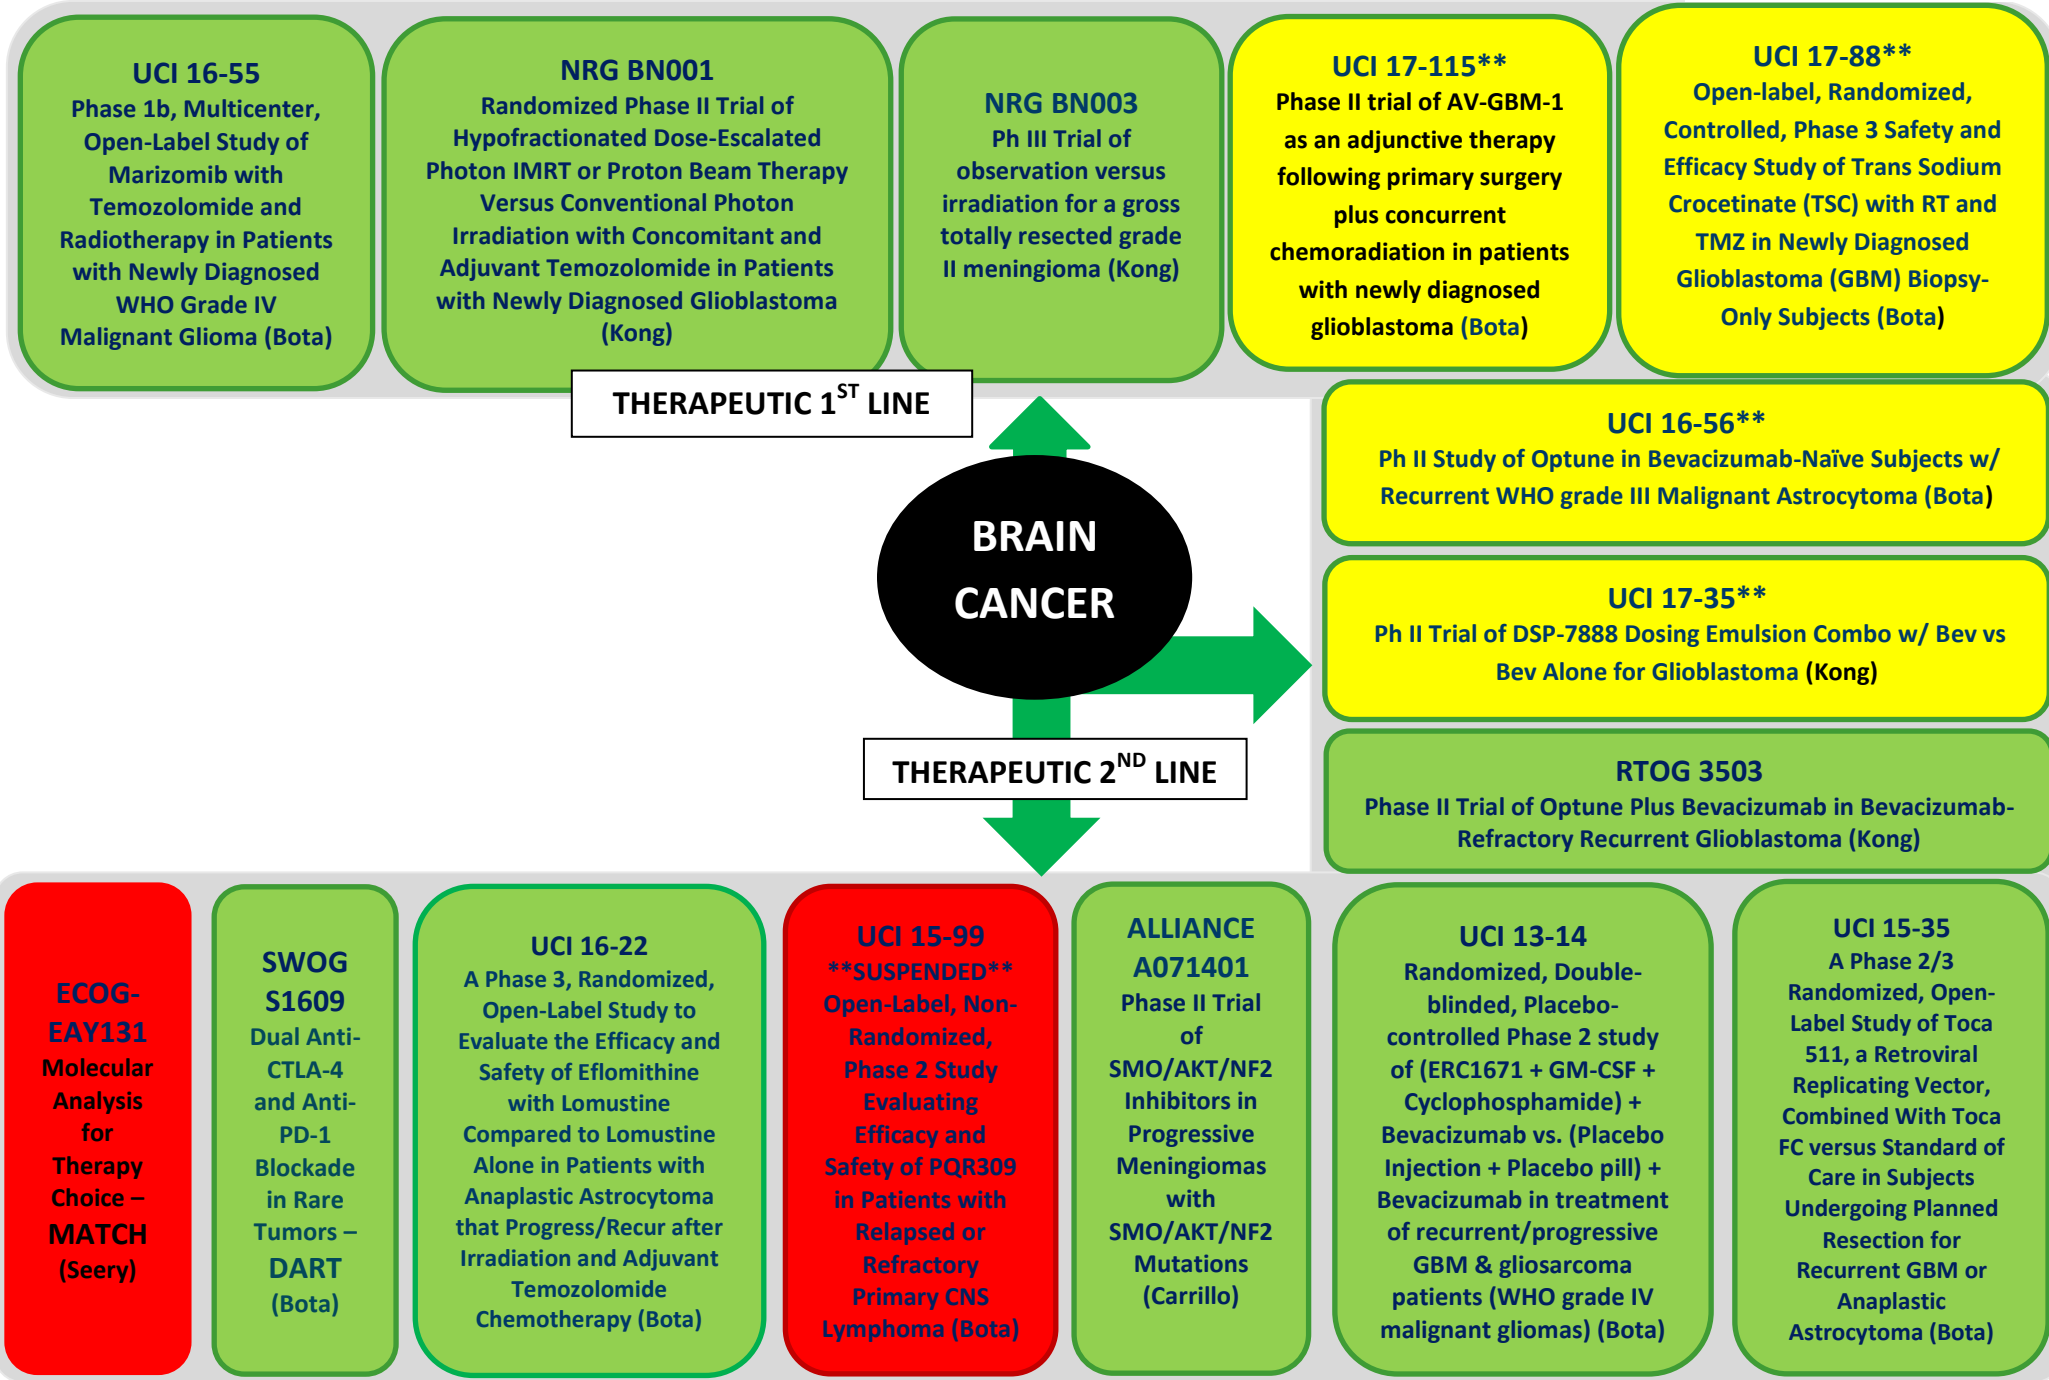 UCI 16-55
Phase 1b, Multicenter,
Open-Label Study of
Marizomib with
Temozolomide and
Radiotherapy in Patients
with Newly Diagnosed
WHO Grade IV
Malignant Glioma (Bota)
NRG BN001
Randomized Phase II Trial of
Hypofractionated Dose-Escalated
Photon IMRT or Proton Beam Therapy
Versus Conventional Photon
Irradiation with Concomitant and
Adjuvant Temozolomide in Patients
with Newly Diagnosed Glioblastoma
(Kong)
NRG BN003
Ph III Trial of
observation versus
irradiation for a gross
totally resected grade
II meningioma (Kong)
UCI 17-115**
Phase II trial of AV-GBM-1
as an adjunctive therapy
following primary surgery
plus concurrent
chemoradiation in patients
with newly diagnosed
glioblastoma (Bota)
UCI 17-88**
Open-label, Randomized,
Controlled, Phase 3 Safety and
Efficacy Study of Trans Sodium
Crocetinate (TSC) with RT and
TMZ in Newly Diagnosed
Glioblastoma (GBM) Biopsy-
Only Subjects (Bota)
THERAPEUTIC 1ST LINE
BRAIN
CANCER
THERAPEUTIC 2ND LINE
UCI 16-56**
Ph II Study of Optune in Bevacizumab-Naïve Subjects w/
Recurrent WHO grade III Malignant Astrocytoma (Bota)
UCI 17-35**
Ph II Trial of DSP-7888 Dosing Emulsion Combo w/ Bev vs
Bev Alone for Glioblastoma (Kong)
RTOG 3503
Phase II Trial of Optune Plus Bevacizumab in Bevacizumab-
Refractory Recurrent Glioblastoma (Kong)
ECOG-
EAY131
Molecular
Analysis
for
Therapy
Choice –
MATCH
(Seery)
SWOG
S1609
Dual Anti-
CTLA-4
and Anti-
PD-1
Blockade
in Rare
Tumors –
DART
(Bota)
UCI 16-22
A Phase 3, Randomized,
Open-Label Study to
Evaluate the Efficacy and
Safety of Eflomithine
with Lomustine
Compared to Lomustine
Alone in Patients with
Anaplastic Astrocytoma
that Progress/Recur after
Irradiation and Adjuvant
Temozolomide
Chemotherapy (Bota)
UCI 15-99
**SUSPENDED**
Open-Label, Non-
Randomized,
Phase 2 Study
Evaluating
Efficacy and
Safety of PQR309
in Patients with
Relapsed or
Refractory
Primary CNS
Lymphoma (Bota)
ALLIANCE
A071401
Phase II Trial
of
SMO/AKT/NF2
Inhibitors in
Progressive
Meningiomas
with
SMO/AKT/NF2
Mutations
(Carrillo)
UCI 13-14
Randomized, Double-
blinded, Placebo-
controlled Phase 2 study
of (ERC1671 + GM-CSF +
Cyclophosphamide) +
Bevacizumab vs. (Placebo
Injection + Placebo pill) +
Bevacizumab in treatment
of recurrent/progressive
GBM & gliosarcoma
patients (WHO grade IV
malignant gliomas) (Bota)
UCI 15-35
A Phase 2/3
Randomized, Open-
Label Study of Toca
511, a Retroviral
Replicating Vector,
Combined With Toca
FC versus Standard of
Care in Subjects
Undergoing Planned
Resection for
Recurrent GBM or
Anaplastic
Astrocytoma (Bota)